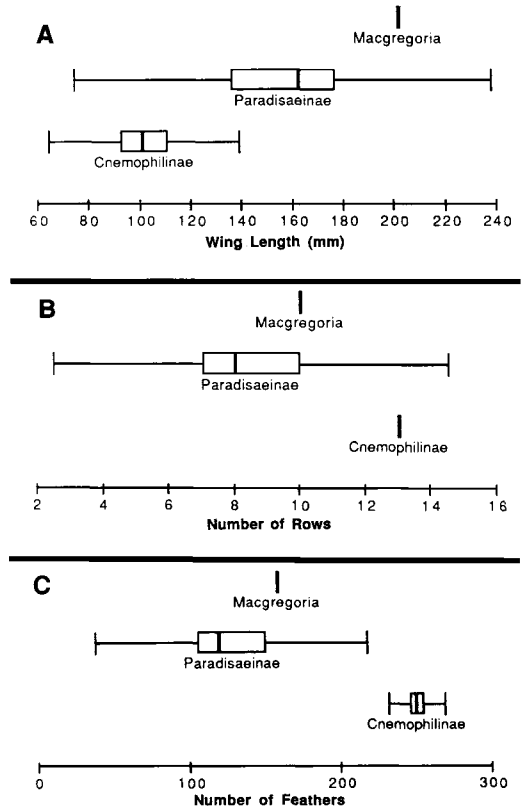 A
Macgregoria
Paradisaeinae
Cnemophilinae
60 80 100 120 140 160 180 200 220 240
Wing Length (mm)
B
Macgregoria
Paradisaeinae
Cnemophilinae
2 4 6 8 10 12 14 16
Number of Rows
C
Macgregoria
Paradisaeinae
Cnemophilinae
0 100 200 300
Number of Feathers